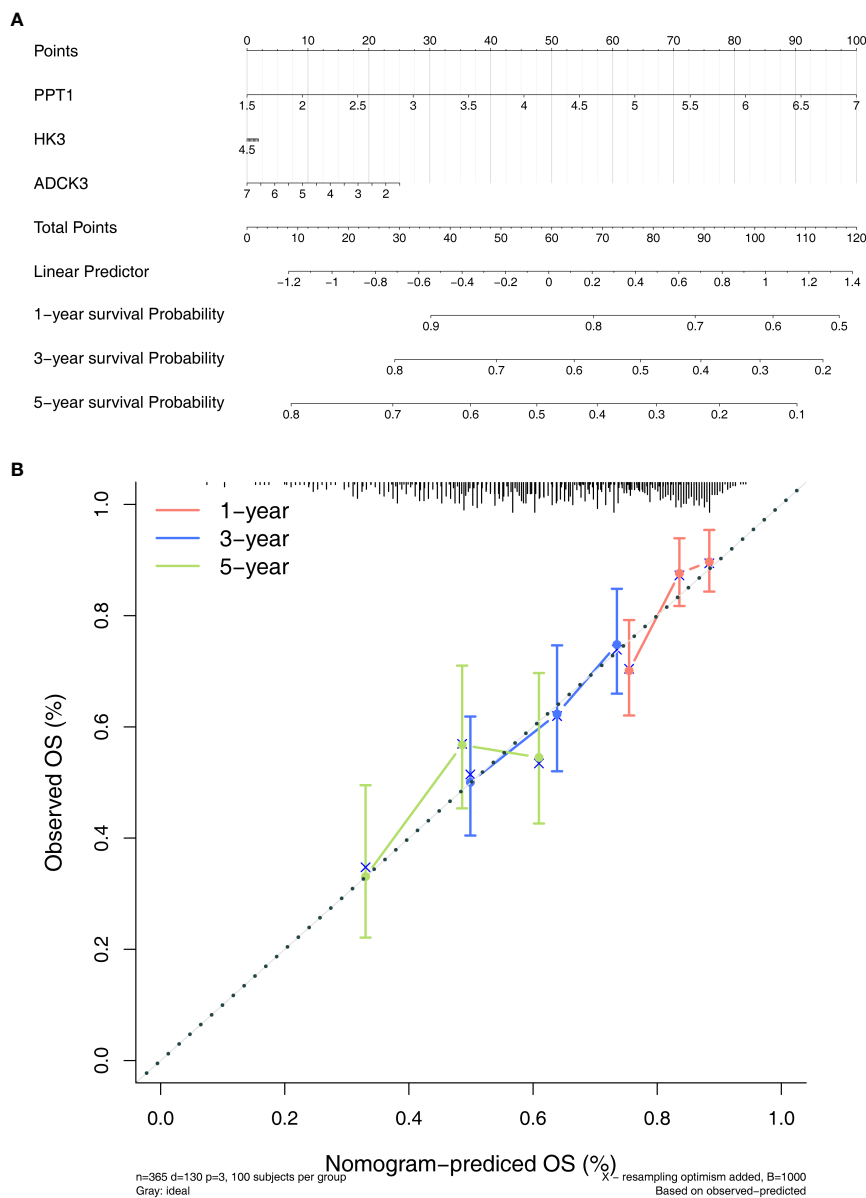 A
Points
0 10 20 30 40 50 60 70 80 90 100
PPT1
1.5 2 2.5 3 3.5 4 4.5 5 5.5 6 6.5 7
HK3
4.5
ADCK3
7 6 5 4 3 2
Total Points
0 10 20 30 40 50 60 70 80 90 100 110 120
Linear Predictor
−1.2 −1 −0.8 −0.6 −0.4 −0.2 0 0.2 0.4 0.6 0.8 1 1.2 1.4
1−year survival Probability
0.9 0.8 0.7 0.6 0.5
3−year survival Probability
0.8 0.7 0.6 0.5 0.4 0.3 0.2
5−year survival Probability
0.8 0.7 0.6 0.5 0.4 0.3 0.2 0.1
B
1−year
3−year
5−year
1.0
0.8
0.6
0.4
0.2
0.0
Observed OS (%)
0.0 0.2 0.4 0.6 0.8 1.0
Nomogram−prediced OS (%)
n=365 d=130 p=3, 100 subjects per group
Gray: ideal
X − resampling optimism added, B=1000
Based on observed−predicted